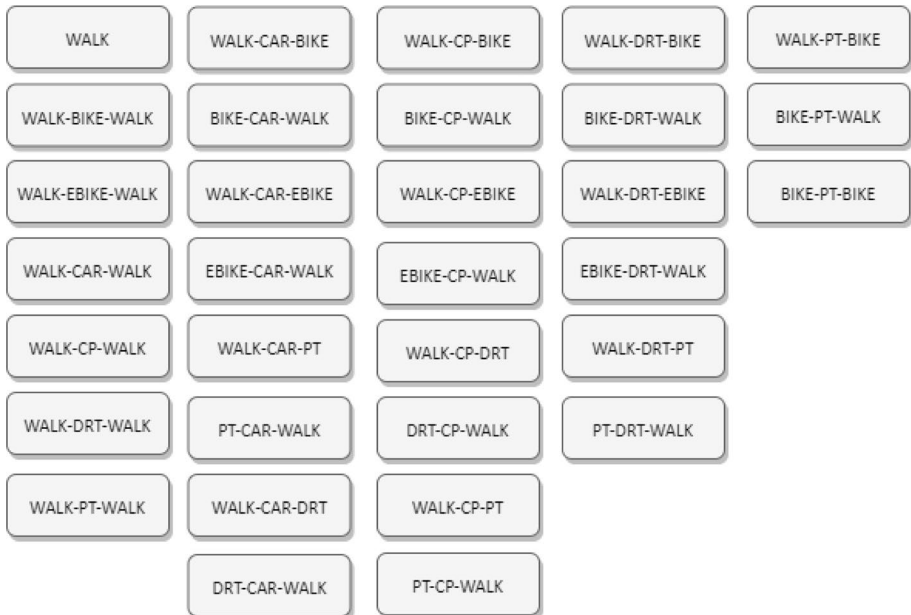 WALK
WALK-CAR-BIKE
WALK-CP-BIKE
WALK-DRT-BIKE
WALK-PT-BIKE
WALK-BIKE-WALK
BIKE-CAR-WALK
BIKE-CP-WALK
BIKE-DRT-WALK
BIKE-PT-WALK
WALK-EBIKE-WALK
WALK-CAR-EBIKE
WALK-CP-EBIKE
WALK-DRT-EBIKE
BIKE-PT-BIKE
WALK-CAR-WALK
EBIKE-CAR-WALK
EBIKE-CP-WALK
EBIKE-DRT-WALK
WALK-CP-WALK
WALK-CAR-PT
WALK-CP-DRT
WALK-DRT-PT
WALK-DRT-WALK
PT-CAR-WALK
DRT-CP-WALK
PT-DRT-WALK
WALK-PT-WALK
WALK-CAR-DRT
WALK-CP-PT
DRT-CAR-WALK
PT-CP-WALK